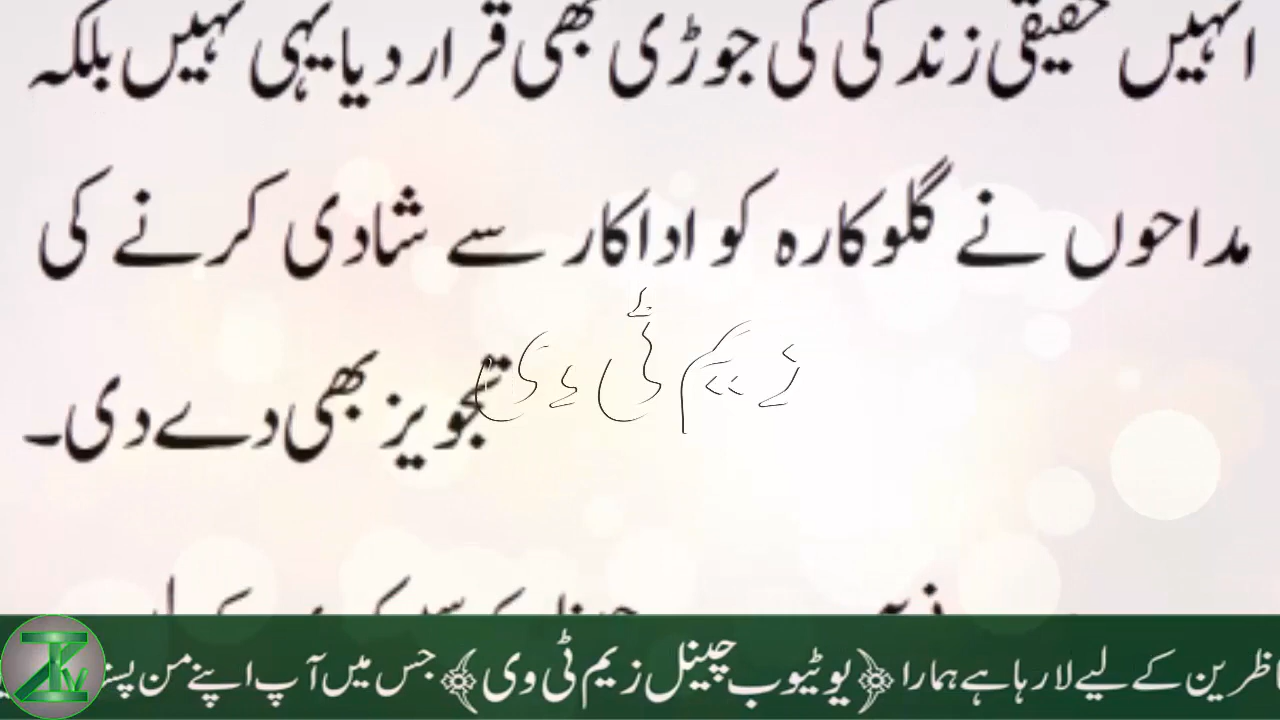 انہیں حقیقی زندگی کی جوڑی بھی قرار دیا یہی نہیں بلکہ
مداحوں نے گلوکارہ کو اداکار سے شادی کرنے کی
زیم ٹی وی
تجویز بھی دے دی۔
ناظرین کے لیے لا رہا ہے ہمارا ﴿یوٹیوب چینل زیم ٹی وی﴾ جس میں آپ اپنے من پسند